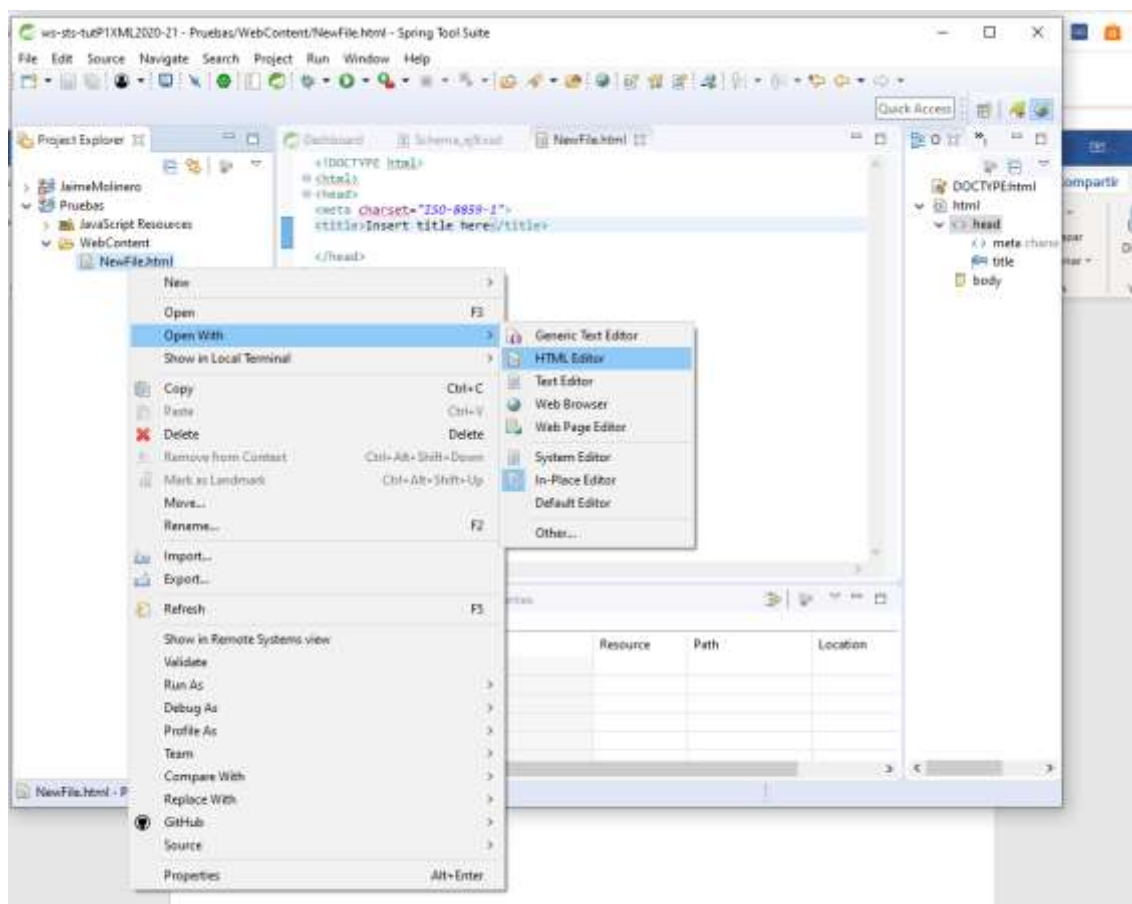 ws-sts-tutP1XML2020-21 - Pruebas/WebContent/NewFile.html - Spring Tool Suite
File Edit Source Navigate Search Project Run Window Help
Quick Access
Project Explorer
Dashboard
NewFile.html
JaimeMolinero
Pruebas
JavaScript Resources
WebContent
NewFile.html
<!DOCTYPE html>
<html>
<head>
<meta charset="ISO-8859-1">
<title>Insert title here</title>
</head>
DOCTYPE:html
html
head
meta
title
body
ompartir
New
Open F3
Open With
Show in Local Terminal
Copy Ctrl+C
Paste Ctrl+V
Delete Delete
Remove from Context Ctrl+Alt+Shift+Down
Mark as Landmark Ctrl+Alt+Shift+Up
Move...
Rename... F2
Import...
Export...
Refresh F5
Show in Remote Systems view
Validate
Run As
Debug As
Profile As
Team
Compare With
Replace With
GitHub
Source
Properties Alt+Enter
Generic Text Editor
HTML Editor
Text Editor
Web Browser
Web Page Editor
System Editor
In-Place Editor
Default Editor
Other...
Resource Path Location
NewFile.html - P